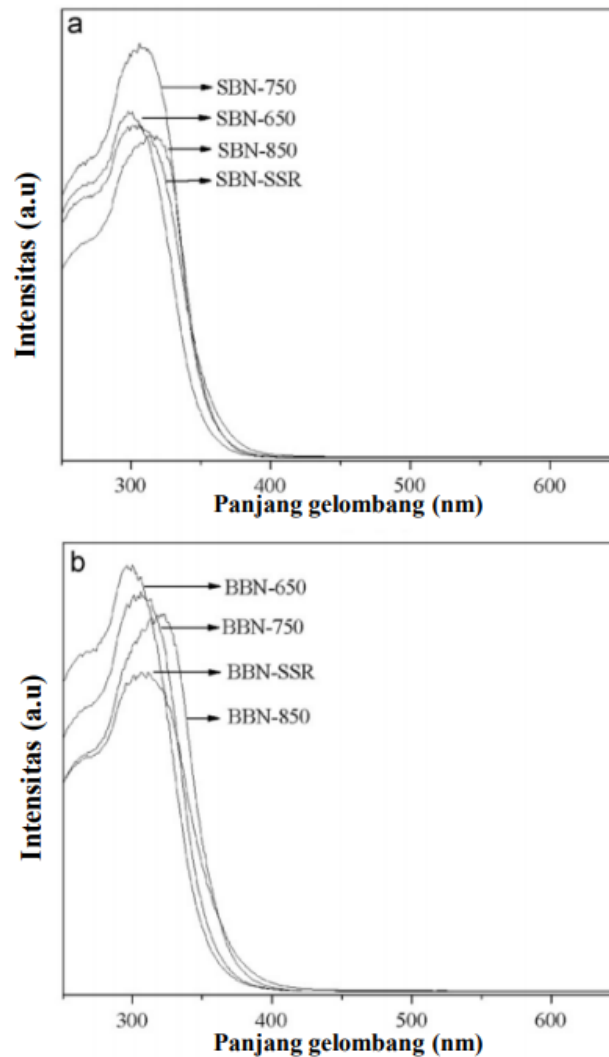 a
SBN-750
SBN-650
SBN-850
SBN-SSR
Intensitas (a.u)
300 400 500 600
Panjang gelombang (nm)
b
BBN-650
BBN-750
BBN-SSR
BBN-850
Intensitas (a.u)
300 400 500 600
Panjang gelombang (nm)